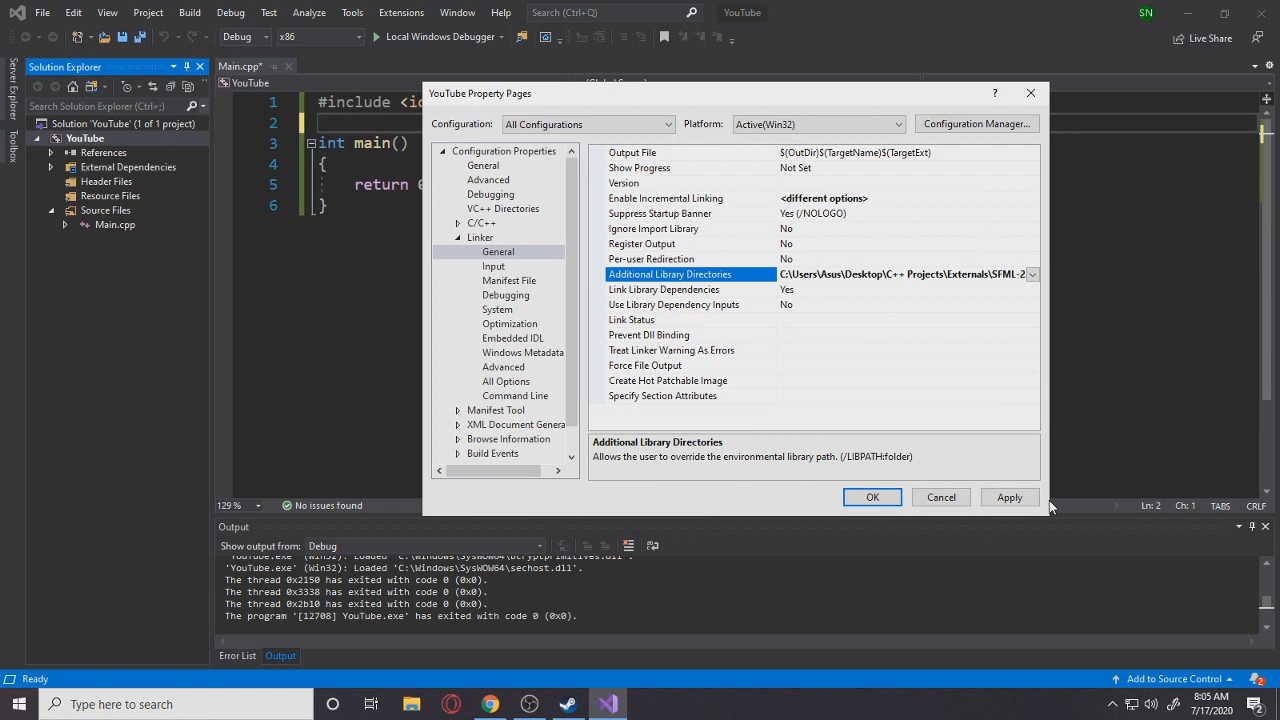 File Edit View Git Project Build Debug Test Analyze Tools Extensions Window Help Search (Ctrl+Q) YouTube SN
Debug x86 Local Windows Debugger Live Share
Server Explorer
Toolbox
Solution Explorer
Search Solution Explorer (Ctrl+;)
Solution 'YouTube' (1 of 1 project)
YouTube
References
External Dependencies
Header Files
Resource Files
Source Files
Main.cpp
Main.cpp*
YouTube
1 #include <io
2
3 int main()
4 {
5 return 0
6 }
YouTube Property Pages
Configuration: All Configurations Platform: Active(Win32) Configuration Manager...
Configuration Properties
General
Advanced
Debugging
VC++ Directories
C/C++
Linker
General
Input
Manifest File
Debugging
System
Optimization
Embedded IDL
Windows Metadata
Advanced
All Options
Command Line
Manifest Tool
XML Document Genera
Browse Information
Build Events
Output File $(OutDir)$(TargetName)$(TargetExt)
Show Progress Not Set
Version
Enable Incremental Linking <different options>
Suppress Startup Banner Yes (/NOLOGO)
Ignore Import Library No
Register Output No
Per-user Redirection No
Additional Library Directories C:\Users\Asus\Desktop\C++ Projects\Externals\SFML-2
Link Library Dependencies Yes
Use Library Dependency Inputs No
Link Status
Prevent Dll Binding
Treat Linker Warning As Errors
Force File Output
Create Hot Patchable Image
Specify Section Attributes
Additional Library Directories
Allows the user to override the environmental library path. (/LIBPATH:folder)
OK Cancel Apply
129 % No issues found Ln: 2 Ch: 1 TABS CRLF
Output
Show output from: Debug
'YouTube.exe' (Win32): Loaded 'C:\Windows\SysWOW64\bcryptprimitives.dll'.
'YouTube.exe' (Win32): Loaded 'C:\Windows\SysWOW64\sechost.dll'.
The thread 0x2150 has exited with code 0 (0x0).
The thread 0x3338 has exited with code 0 (0x0).
The thread 0x2b10 has exited with code 0 (0x0).
The program '[12708] YouTube.exe' has exited with code 0 (0x0).
Error List Output
Ready Add to Source Control 2
Type here to search
8:05 AM
7/17/2020